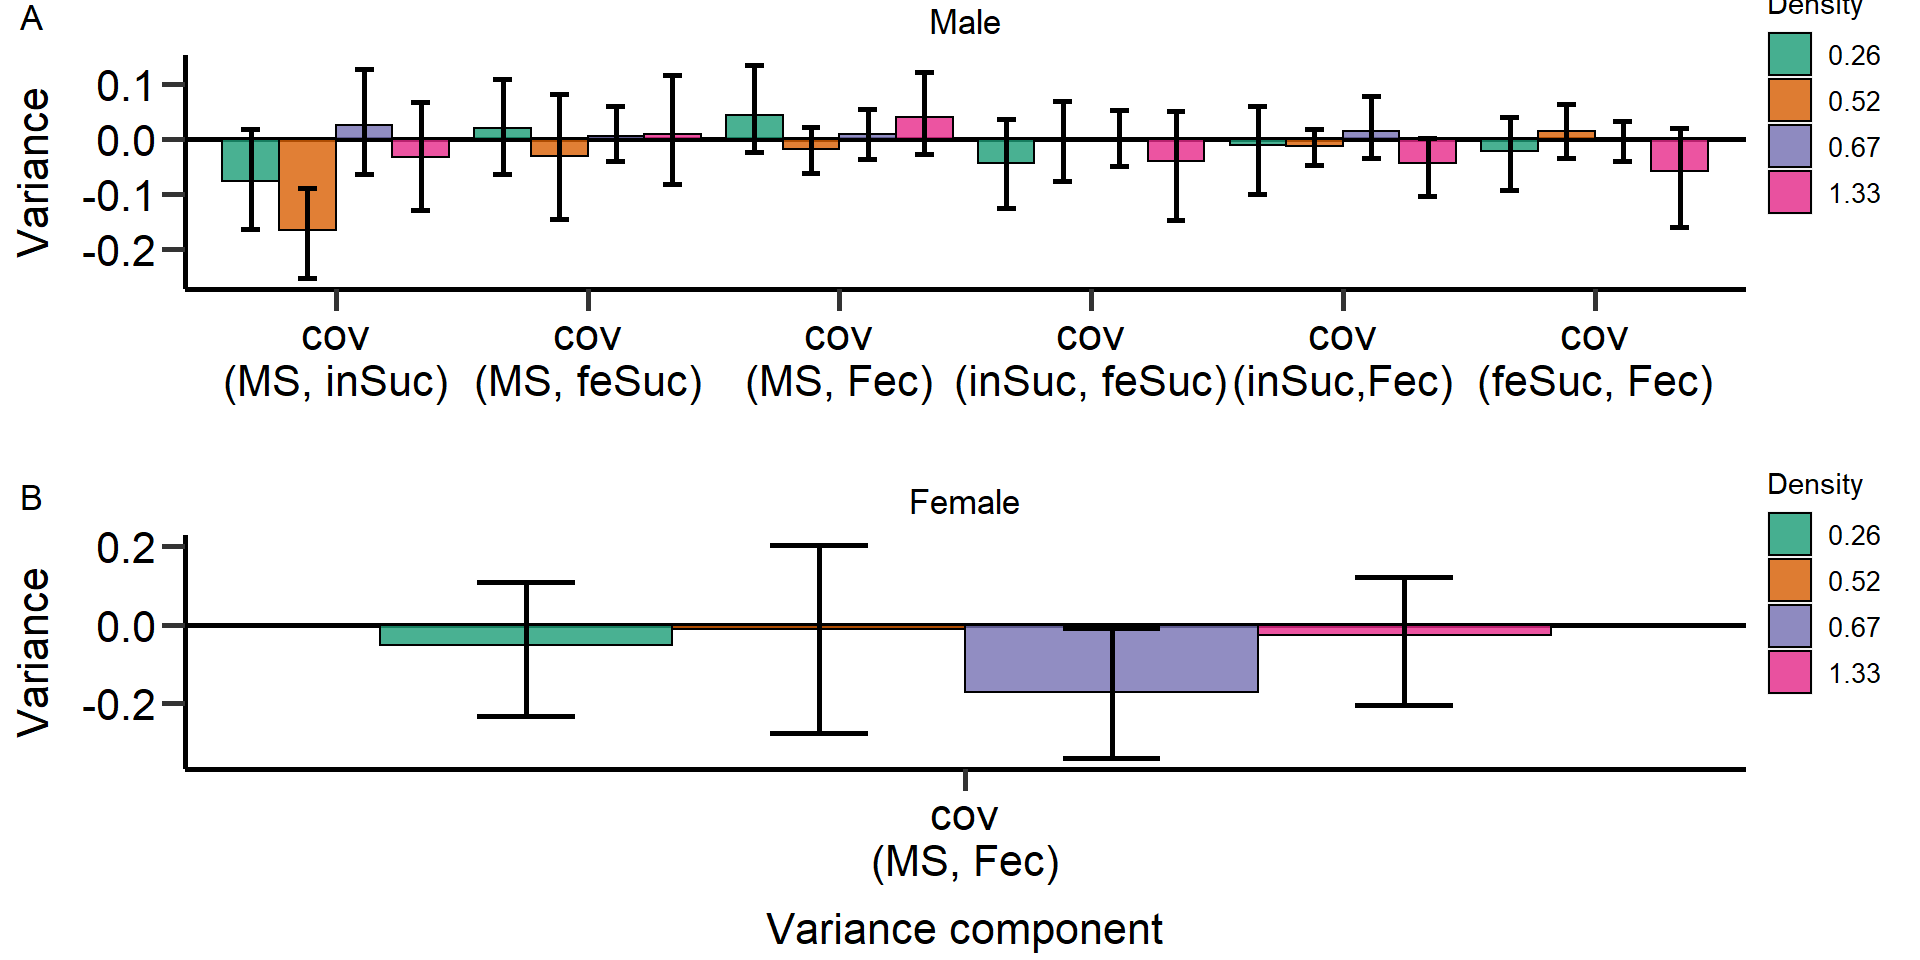 A
Male
Density
0.26
0.52
0.67
1.33
Variance
0.1
0.0
-0.1
-0.2
cov
(MS, inSuc)
cov
(MS, feSuc)
cov
(MS, Fec)
cov
(inSuc, feSuc)
cov
(inSuc,Fec)
cov
(feSuc, Fec)
B
Female
Density
0.26
0.52
0.67
1.33
Variance
0.2
0.0
-0.2
cov
(MS, Fec)
Variance component